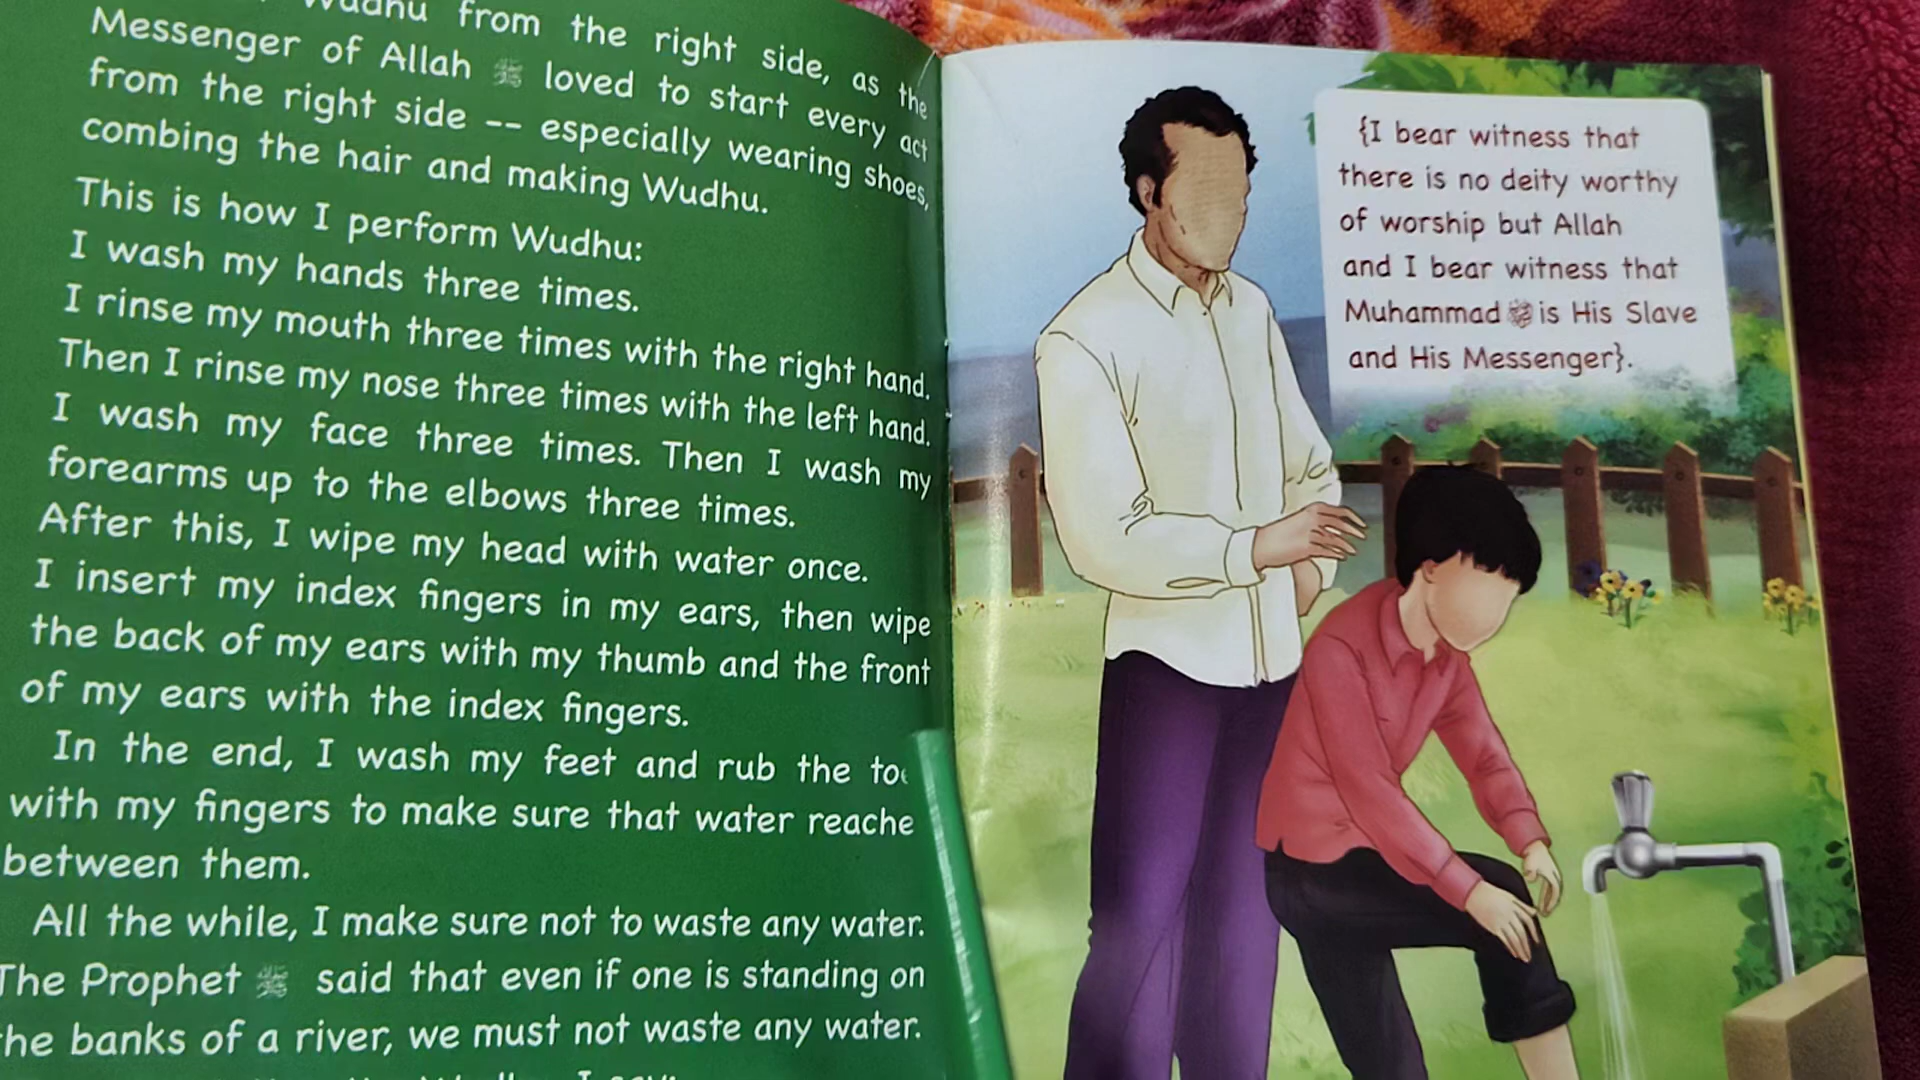 Wudhu from the right side, as the
Messenger of Allah ﷺ loved to start every act
from the right side -- especially wearing shoes,
combing the hair and making Wudhu.
This is how I perform Wudhu:
I wash my hands three times.
I rinse my mouth three times with the right hand.
Then I rinse my nose three times with the left hand.
I wash my face three times. Then I wash my
forearms up to the elbows three times.
After this, I wipe my head with water once.
I insert my index fingers in my ears, then wipe
the back of my ears with my thumb and the front
of my ears with the index fingers.
In the end, I wash my feet and rub the toe
with my fingers to make sure that water reache
between them.
All the while, I make sure not to waste any water.
The Prophet ﷺ said that even if one is standing on
the banks of a river, we must not waste any water.
{I bear witness that
there is no deity worthy
of worship but Allah
and I bear witness that
Muhammad ﷺ is His Slave
and His Messenger}.